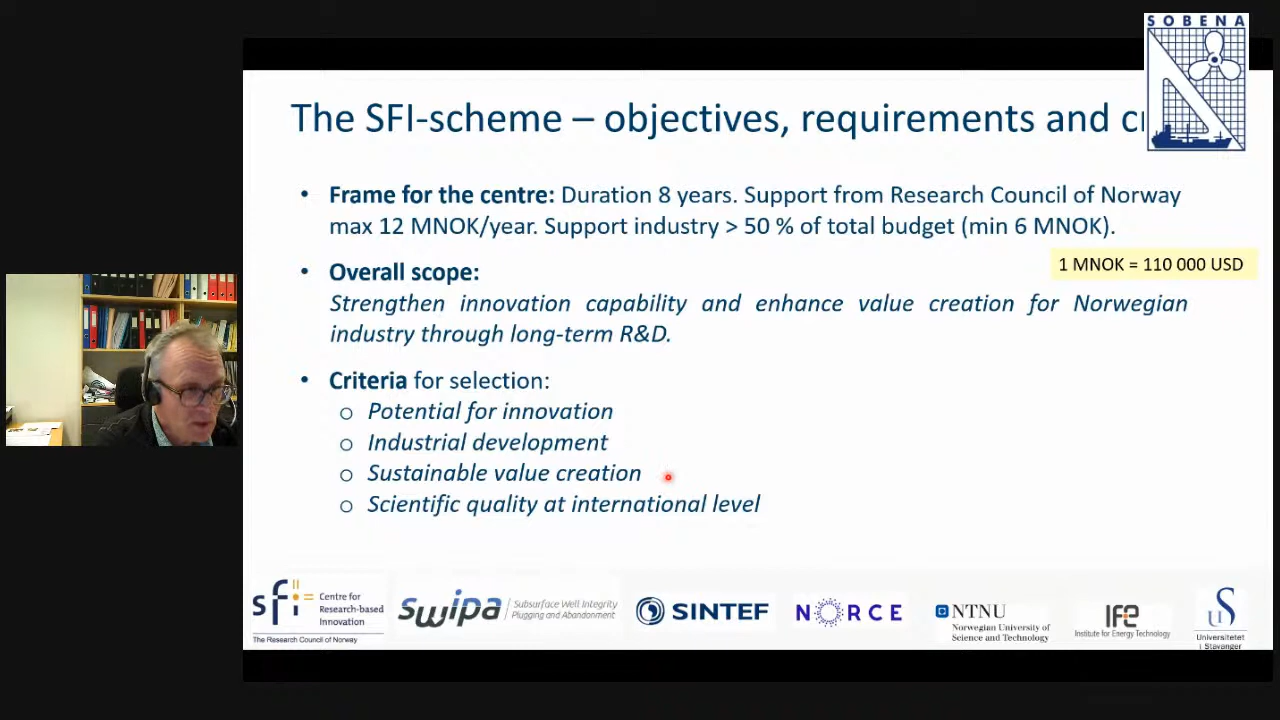 SOBENA
The SFI-scheme – objectives, requirements and
• Frame for the centre: Duration 8 years. Support from Research Council of Norway
max 12 MNOK/year. Support industry > 50 % of total budget (min 6 MNOK).
1 MNOK = 110 000 USD
• Overall scope:
Strengthen innovation capability and enhance value creation for Norwegian
industry through long-term R&D.
• Criteria for selection:
o Potential for innovation
o Industrial development
o Sustainable value creation
o Scientific quality at international level
sfi Centre for
Research-based
Innovation
The Research Council of Norway
swipa Subsurface Well Integrity
Plugging and Abandonment
SINTEF
NORCE
NTNU
Norwegian University of
Science and Technology
IFE
Institute for Energy Technology
uS
Universitetet
i Stavanger